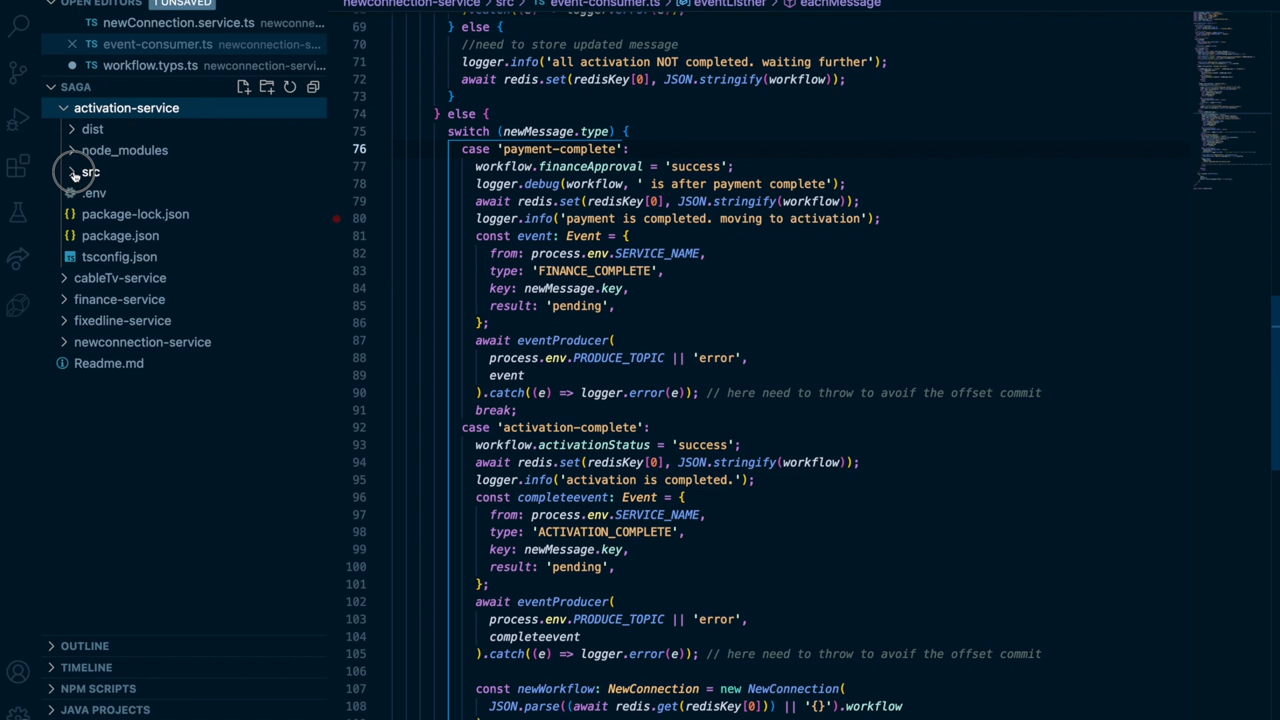 OPEN EDITORS 1 UNSAVED
TS newConnection.service.ts newconne...
TS event-consumer.ts newconnection-s...
TS workflow.typs.ts newconnection-servi...
SAGA
activation-service
dist
node_modules
src
.env
{} package-lock.json
{} package.json
TS tsconfig.json
cableTv-service
finance-service
fixedline-service
newconnection-service
Readme.md
OUTLINE
TIMELINE
NPM SCRIPTS
JAVA PROJECTS
newconnection-service > src > event-consumer.ts > eventListner > eachMessage
69 } else {
70 //need to store updated message
71 logger.info('all activation NOT completed. waiting further');
72 await redis.set(redisKey[0], JSON.stringify(workflow));
73 }
74 } else {
75 switch (newMessage.type) {
76 case 'payment-complete':
77 workflow.financeApproval = 'success';
78 logger.debug(workflow, ' is after payment complete');
79 await redis.set(redisKey[0], JSON.stringify(workflow));
80 logger.info('payment is completed. moving to activation');
81 const event: Event = {
82 from: process.env.SERVICE_NAME,
83 type: 'FINANCE_COMPLETE',
84 key: newMessage.key,
85 result: 'pending',
86 };
87 await eventProducer(
88 process.env.PRODUCE_TOPIC || 'error',
89 event
90 ).catch((e) => logger.error(e)); // here need to throw to avoif the offset commit
91 break;
92 case 'activation-complete':
93 workflow.activationStatus = 'success';
94 await redis.set(redisKey[0], JSON.stringify(workflow));
95 logger.info('activation is completed.');
96 const completeevent: Event = {
97 from: process.env.SERVICE_NAME,
98 type: 'ACTIVATION_COMPLETE',
99 key: newMessage.key,
100 result: 'pending',
101 };
102 await eventProducer(
103 process.env.PRODUCE_TOPIC || 'error',
104 completeevent
105 ).catch((e) => logger.error(e)); // here need to throw to avoif the offset commit
106
107 const newWorkflow: NewConnection = new NewConnection(
108 JSON.parse((await redis.get(redisKey[0])) || '{}').workflow